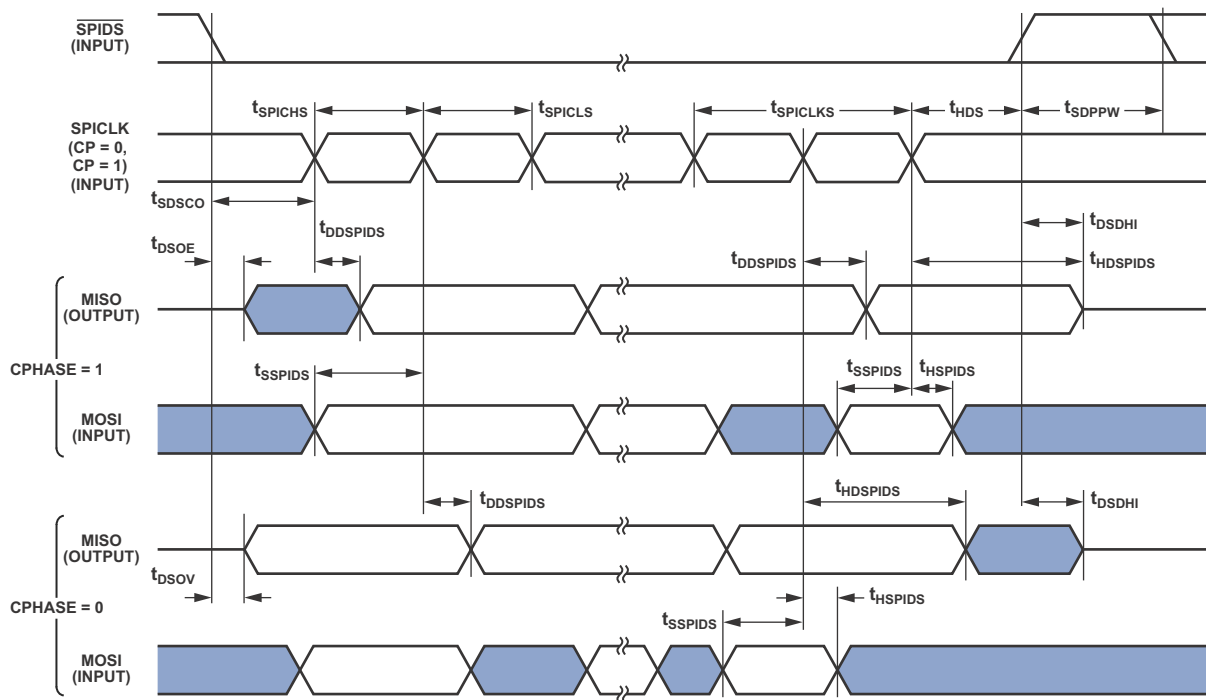 SPIDS
(INPUT)
tSPICHS
tSPICLS
tSPICLKS
tHDS
tSDPPW
SPICLK
(CP = 0,
CP = 1)
(INPUT)
tSDSCO
tDDSPIDS
tDSDHI
tDSOE
tDDSPIDS
tHDSPIDS
MISO
(OUTPUT)
CPHASE = 1
tSSPIDS
tSSPIDS
tHSPIDS
MOSI
(INPUT)
tDDSPIDS
tHDSPIDS
tDSDHI
MISO
(OUTPUT)
tDSOV
CPHASE = 0
tHSPIDS
tSSPIDS
MOSI
(INPUT)